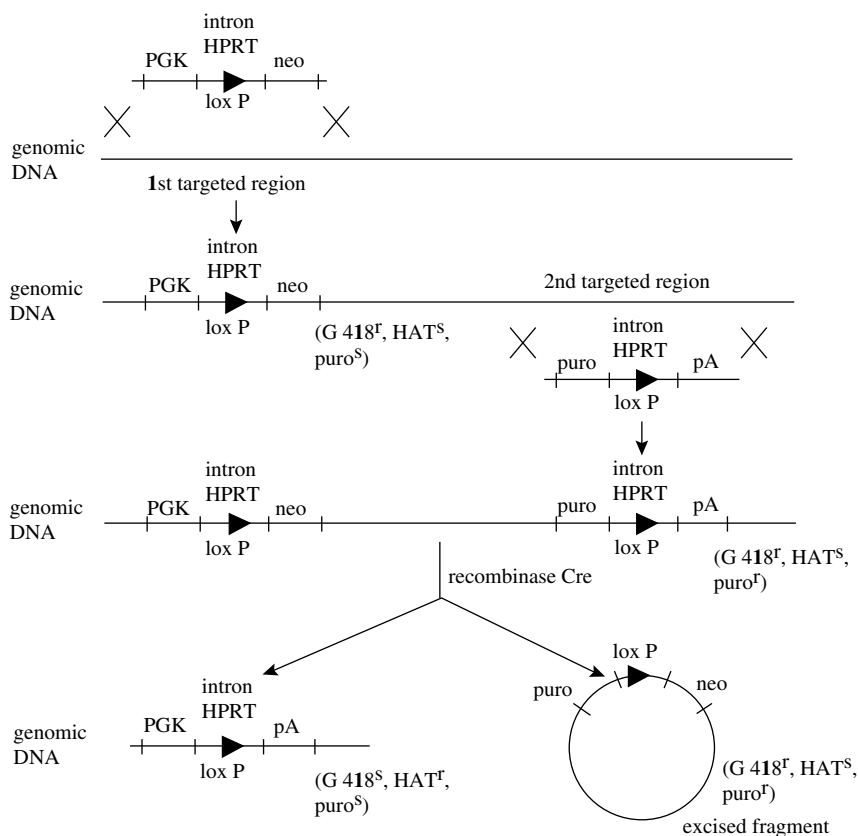 intron
HPRT
PGK
neo
lox P
genomic
DNA
1st targeted region
intron
HPRT
genomic
DNA
PGK
neo
lox P
(G 418r, HATs,
puros)
2nd targeted region
intron
HPRT
puro
pA
lox P
intron
HPRT
genomic
DNA
PGK
neo
lox P
intron
HPRT
puro
pA
lox P
(G 418r, HATs,
puror)
recombinase Cre
intron
HPRT
genomic
DNA
PGK
pA
lox P
(G 418s, HATr,
puros)
lox P
puro
neo
(G 418r, HATs,
puror)
excised fragment